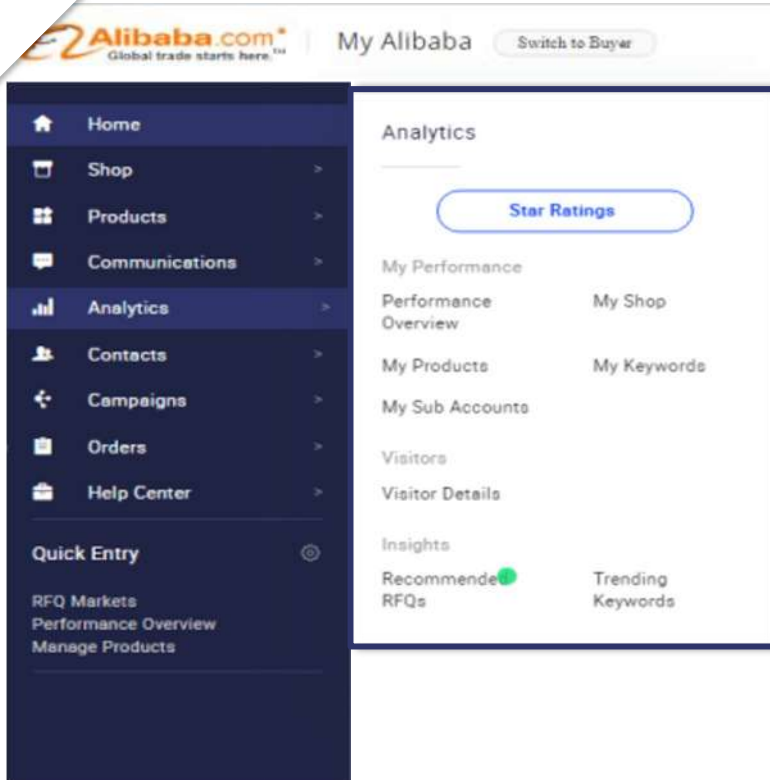 Alibaba.com
Global trade starts here.™
My Alibaba
Switch to Buyer
Home
Shop >
Products >
Communications >
Analytics >
Contacts >
Campaigns >
Orders >
Help Center >
Quick Entry
RFQ Markets
Performance Overview
Manage Products
Analytics
Star Ratings
My Performance
Performance
Overview
My Shop
My Products
My Keywords
My Sub Accounts
Visitors
Visitor Details
Insights
Recommended
RFQs
Trending
Keywords